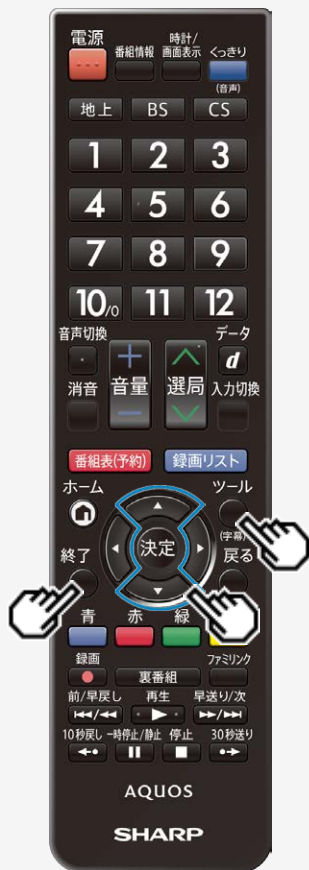 電源
番組情報
時計/
画面表示
くっきり
(音声)
地上 BS CS
1 2 3
4 5 6
7 8 9
10/0 11 12
音声切換
データ
d
消音
音量
選局
入力切換
番組表(予約) 録画リスト
ホーム
ツール
(字幕)
決定
終了
戻る
青 赤 緑
録画
裏番組
ファミリンク
前/早戻し 再生 早送り/次
10秒戻し 一時停止/静止 停止 30秒送り
AQUOS
SHARP